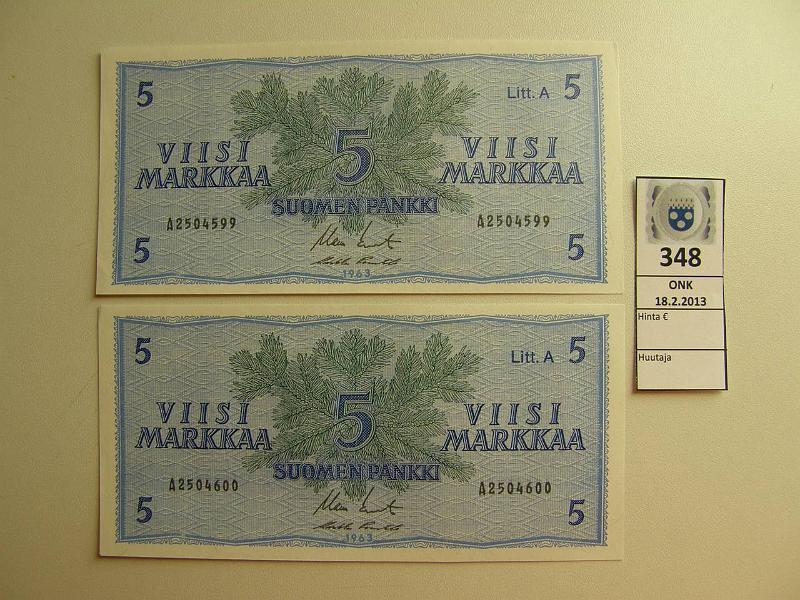 5 Litt. A 5
VIISI MARKKAA 5 VIISI MARKKAA
SUOMEN PANKKI
A2504599 A2504599
5 5
1963
5 Litt. A 5
VIISI MARKKAA 5 VIISI MARKKAA
SUOMEN PANKKI
A2504600 A2504600
5 5
1963
348
ONK
18.2.2013
Hinta €
Huutaja